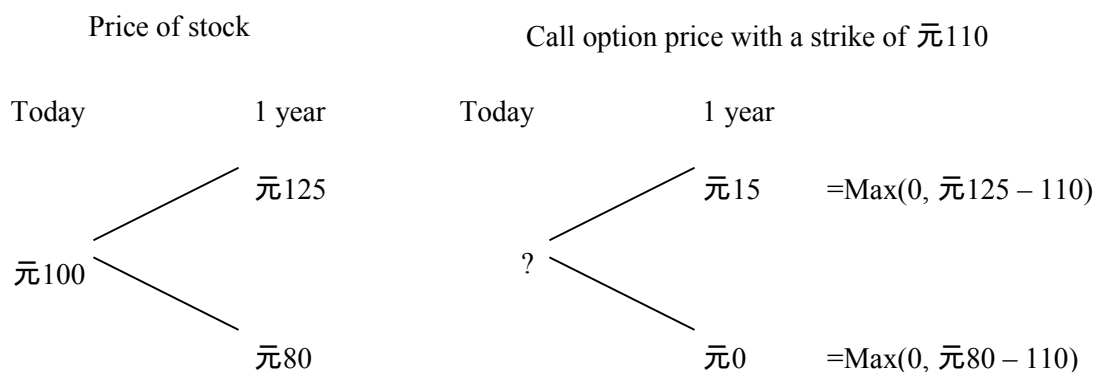 Price of stock
Call option price with a strike of 元110
Today 1 year Today 1 year
元125 元15 =Max(0, 元125 – 110)
元100 ?
元80 元0 =Max(0, 元80 – 110)